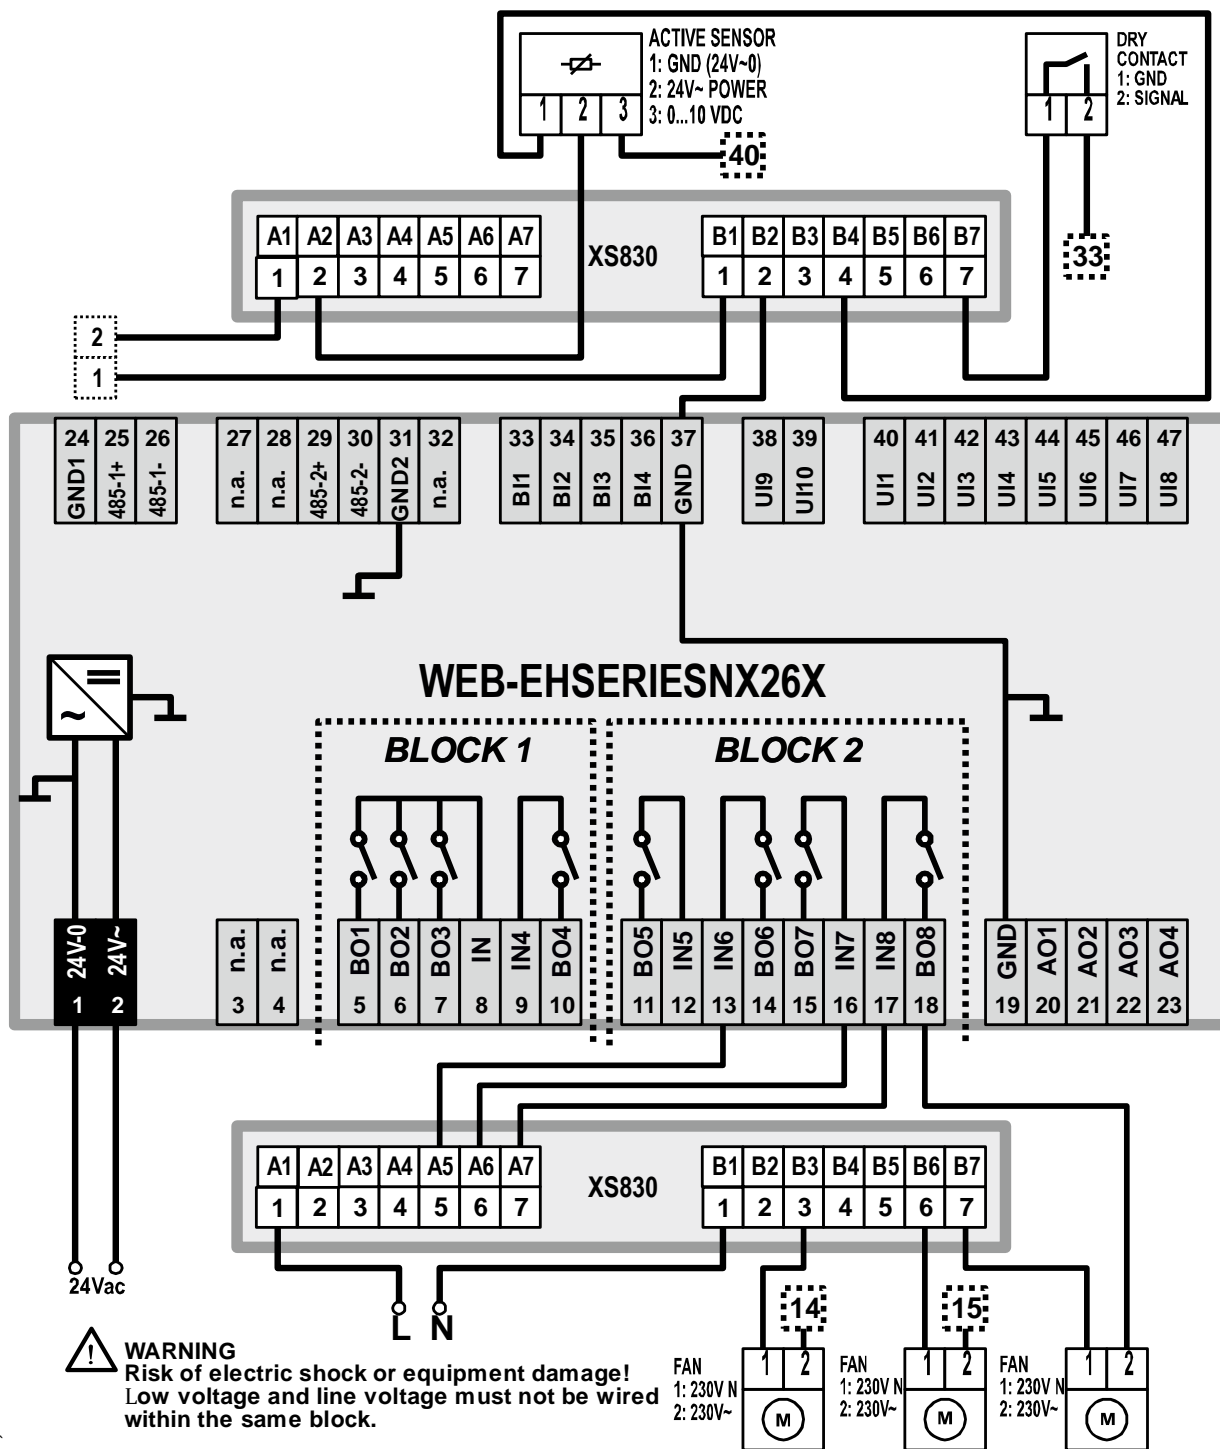 ACTIVE SENSOR
1: GND (24V~0)
2: 24V~ POWER
3: 0...10 VDC
1 2 3
40
DRY
CONTACT
1: GND
2: SIGNAL
1 2
33
A1 A2 A3 A4 A5 A6 A7
1 2 3 4 5 6 7
XS830
B1 B2 B3 B4 B5 B6 B7
1 2 3 4 5 6 7
2
1
24 25 26 27 28 29 30 31 32 33 34 35 36 37 38 39 40 41 42 43 44 45 46 47
GND1 485-1+ 485-1- n.a. n.a. 485-2+ 485-2- GND2 n.a. BI1 BI2 BI3 BI4 GND UI9 UI10 UI1 UI2 UI3 UI4 UI5 UI6 UI7 UI8
WEB-EHSERIESNX26X
~
BLOCK 1
BLOCK 2
24V-0 24V~ n.a. n.a. BO1 BO2 BO3 IN IN4 BO4 BO5 IN5 IN6 BO6 BO7 IN7 IN8 BO8 GND AO1 AO2 AO3 AO4
1 2 3 4 5 6 7 8 9 10 11 12 13 14 15 16 17 18 19 20 21 22 23
A1 A2 A3 A4 A5 A6 A7
1 2 3 4 5 6 7
XS830
B1 B2 B3 B4 B5 B6 B7
1 2 3 4 5 6 7
24Vac
L N
14
15
! WARNING
Risk of electric shock or equipment damage!
Low voltage and line voltage must not be wired
within the same block.
FAN
1: 230V N
2: 230V~
1 2
M
FAN
1: 230V N
2: 230V~
1 2
M
FAN
1: 230V N
2: 230V~
1 2
M